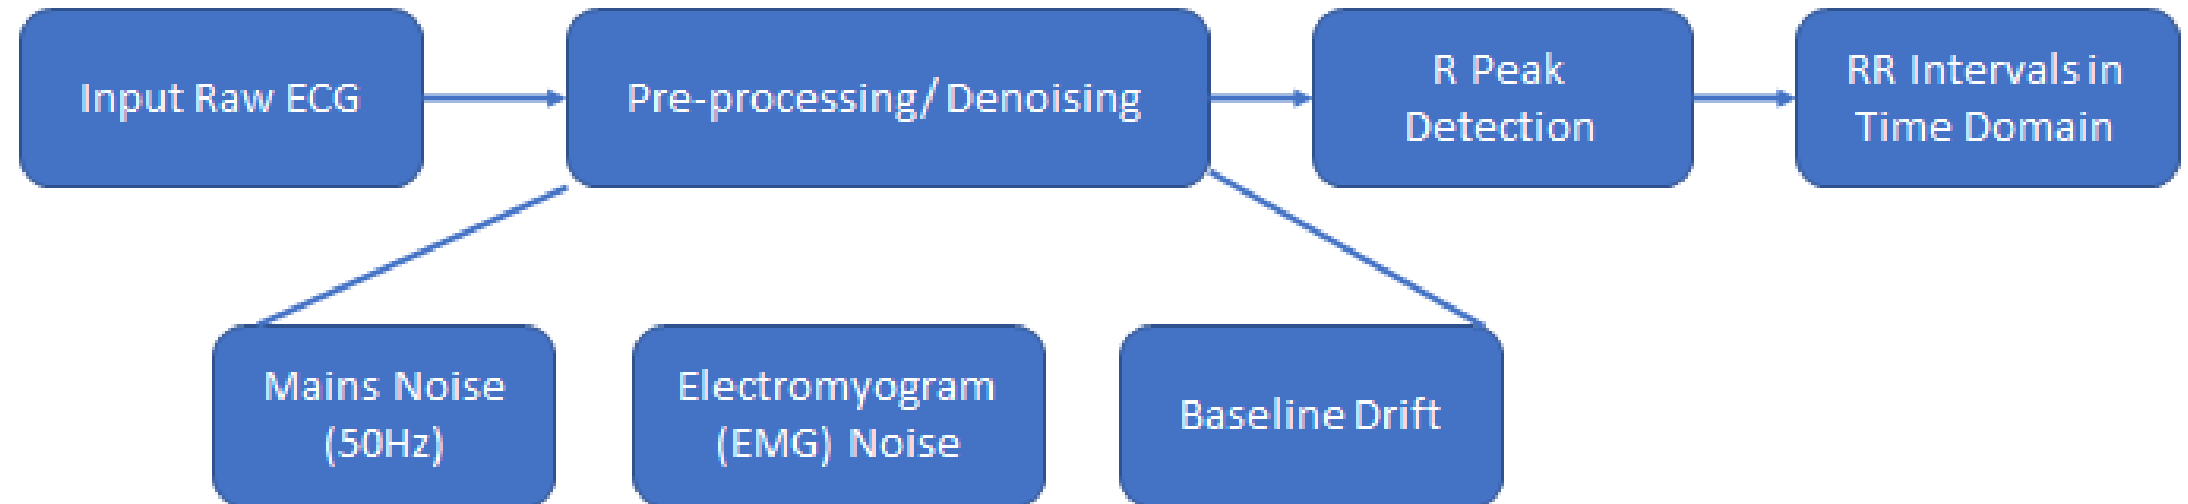 Input Raw ECG
Pre-processing/ Denoising
R Peak
Detection
RR Intervals in
Time Domain
Mains Noise
(50Hz)
Electromyogram
(EMG) Noise
Baseline Drift